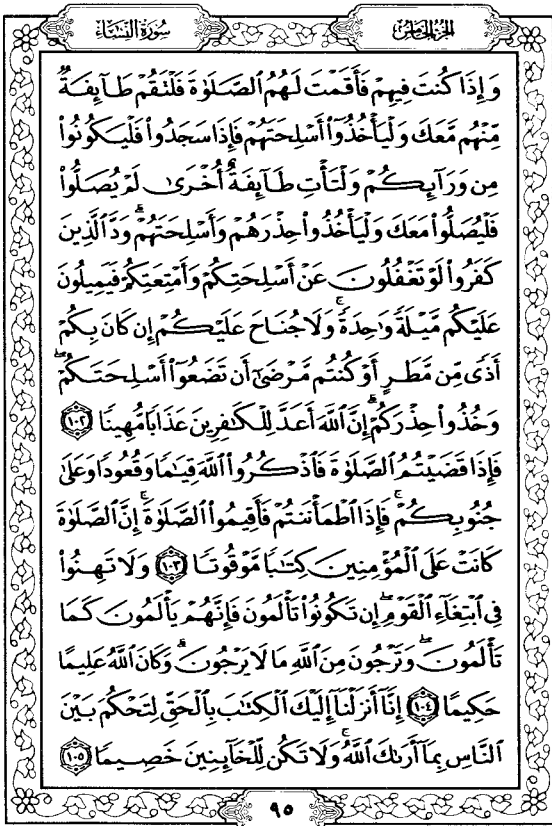 الجزء الخامس
سورة النساء
وَإِذَا كُنتَ فِيهِمْ فَأَقَمْتَ لَهُمُ ٱلصَّلَوٰةَ فَلْتَقُمْ طَآئِفَةٌ
مِّنْهُم مَّعَكَ وَلْيَأْخُذُوٓا۟ أَسْلِحَتَهُمْ فَإِذَا سَجَدُوا۟ فَلْيَكُونُوا۟
مِن وَرَآئِكُمْ وَلْتَأْتِ طَآئِفَةٌ أُخْرَىٰ لَمْ يُصَلُّوا۟
فَلْيُصَلُّوا۟ مَعَكَ وَلْيَأْخُذُوا۟ حِذْرَهُمْ وَأَسْلِحَتَهُمْ ۗ وَدَّ ٱلَّذِينَ
كَفَرُوا۟ لَوْ تَغْفُلُونَ عَنْ أَسْلِحَتِكُمْ وَأَمْتِعَتِكُمْ فَيَمِيلُونَ
عَلَيْكُم مَّيْلَةً وَٰحِدَةً ۚ وَلَا جُنَاحَ عَلَيْكُمْ إِن كَانَ بِكُمْ
أَذًى مِّن مَّطَرٍ أَوْ كُنتُم مَّرْضَىٰٓ أَن تَضَعُوٓا۟ أَسْلِحَتَكُمْ ۖ
وَخُذُوا۟ حِذْرَكُمْ ۗ إِنَّ ٱللَّهَ أَعَدَّ لِلْكَٰفِرِينَ عَذَابًا مُّهِينًا ١٠٢
فَإِذَا قَضَيْتُمُ ٱلصَّلَوٰةَ فَٱذْكُرُوا۟ ٱللَّهَ قِيَٰمًا وَقُعُودًا وَعَلَىٰ
جُنُوبِكُمْ ۚ فَإِذَا ٱطْمَأْنَنتُمْ فَأَقِيمُوا۟ ٱلصَّلَوٰةَ ۚ إِنَّ ٱلصَّلَوٰةَ
كَانَتْ عَلَى ٱلْمُؤْمِنِينَ كِتَٰبًا مَّوْقُوتًا ١٠٣ وَلَا تَهِنُوا۟
فِى ٱبْتِغَآءِ ٱلْقَوْمِ ۖ إِن تَكُونُوا۟ تَأْلَمُونَ فَإِنَّهُمْ يَأْلَمُونَ كَمَا
تَأْلَمُونَ ۖ وَتَرْجُونَ مِنَ ٱللَّهِ مَا لَا يَرْجُونَ ۗ وَكَانَ ٱللَّهُ عَلِيمًا
حَكِيمًا ١٠٤ إِنَّآ أَنزَلْنَآ إِلَيْكَ ٱلْكِتَٰبَ بِٱلْحَقِّ لِتَحْكُمَ بَيْنَ
ٱلنَّاسِ بِمَآ أَرَىٰكَ ٱللَّهُ ۚ وَلَا تَكُن لِّلْخَآئِنِينَ خَصِيمًا ١٠٥
٩٥